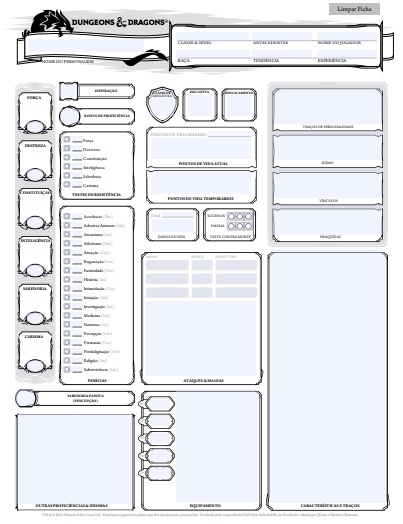 Limpar Ficha
DUNGEONS & DRAGONS®
CLASSE & NÍVEL
ANTECEDENTES
NOME DO JOGADOR
NOME DO PERSONAGEM
RAÇA
TENDÊNCIA
EXPERIÊNCIA
FORÇA
DESTREZA
CONSTITUIÇÃO
INTELIGÊNCIA
SABEDORIA
CARISMA
INSPIRAÇÃO
BÔNUS DE PROFICIÊNCIA
Força
Destreza
Constituição
Inteligência
Sabedoria
Carisma
TESTES DE RESISTÊNCIA
Acrobacia (Des)
Adestrar Animais (Sab)
Arcanismo (Int)
Atletismo (For)
Atuação (Car)
Enganação (Car)
Furtividade (Des)
História (Int)
Intimidação (Car)
Intuição (Sab)
Investigação (Int)
Medicina (Sab)
Natureza (Int)
Percepção (Sab)
Persuasão (Car)
Prestidigitação (Des)
Religião (Int)
Sobrevivência (Sab)
PERÍCIAS
SABEDORIA PASSIVA
(PERCEPÇÃO)
OUTRAS PROFICIÊNCIAS & IDIOMAS
INICIATIVA
DESLOCAMENTO
PONTOS DE VIDA MÁXIMO
PONTOS DE VIDA ATUAL
PONTOS DE VIDA TEMPORÁRIOS
Total
DADOS DE VIDA
SUCESSOS
FALHAS
TESTE CONTRA MORTE
NOME
BÔNUS
DANO/TIPO
ATAQUES & MAGIAS
EQUIPAMENTO
TRAÇOS DE PERSONALIDADE
IDEAIS
VÍNCULOS
FRAQUEZAS
CARACTERÍSTICAS E TRAÇOS